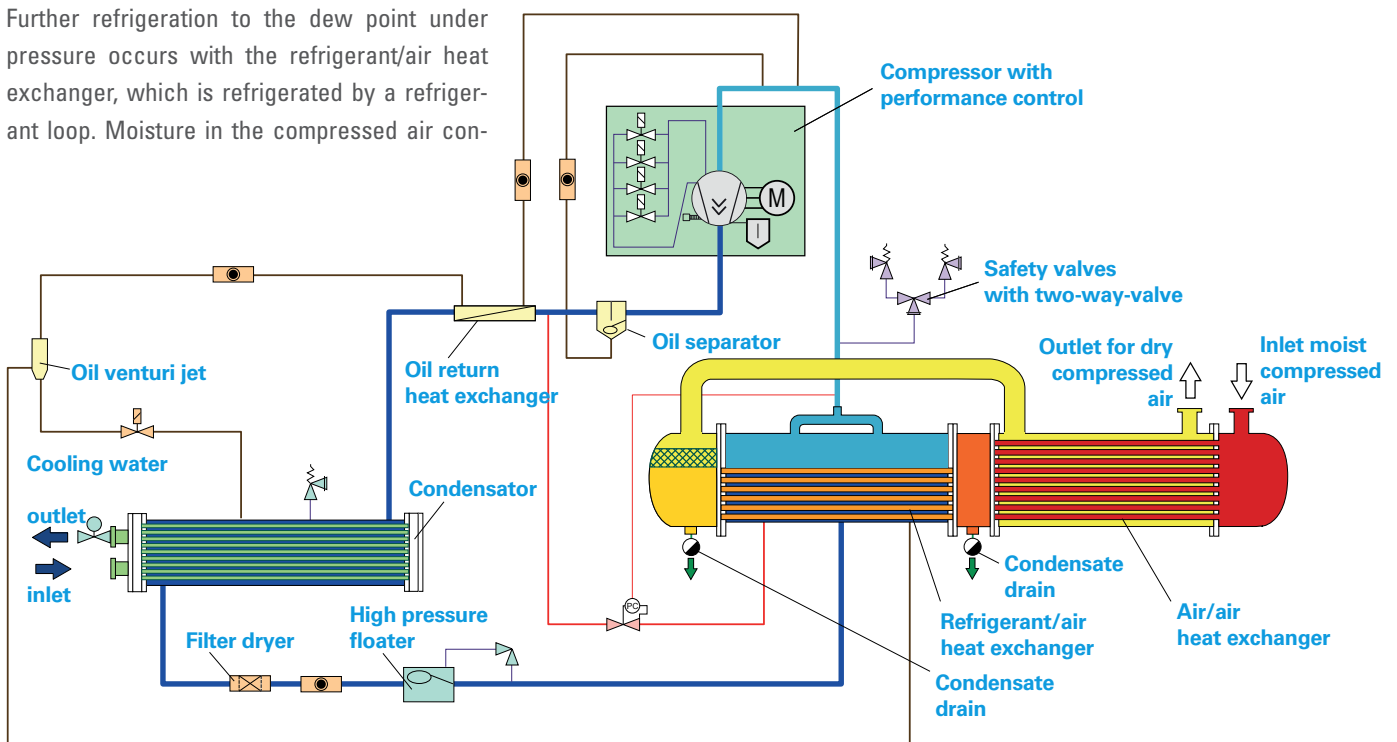 Further refrigeration to the dew point under
pressure occurs with the refrigerant/air heat
exchanger, which is refrigerated by a refriger-
ant loop. Moisture in the compressed air con-
Compressor with
performance control
M
Safety valves
with two-way-valve
Oil separator
Oil return
heat exchanger
Oil venturi jet
Outlet for dry
compressed
air
Inlet moist
compressed
air
Cooling water
Condensator
outlet
inlet
Condensate
drain
PC
High pressure
floater
Filter dryer
Refrigerant/air
heat exchanger
Air/air
heat exchanger
Condensate
drain